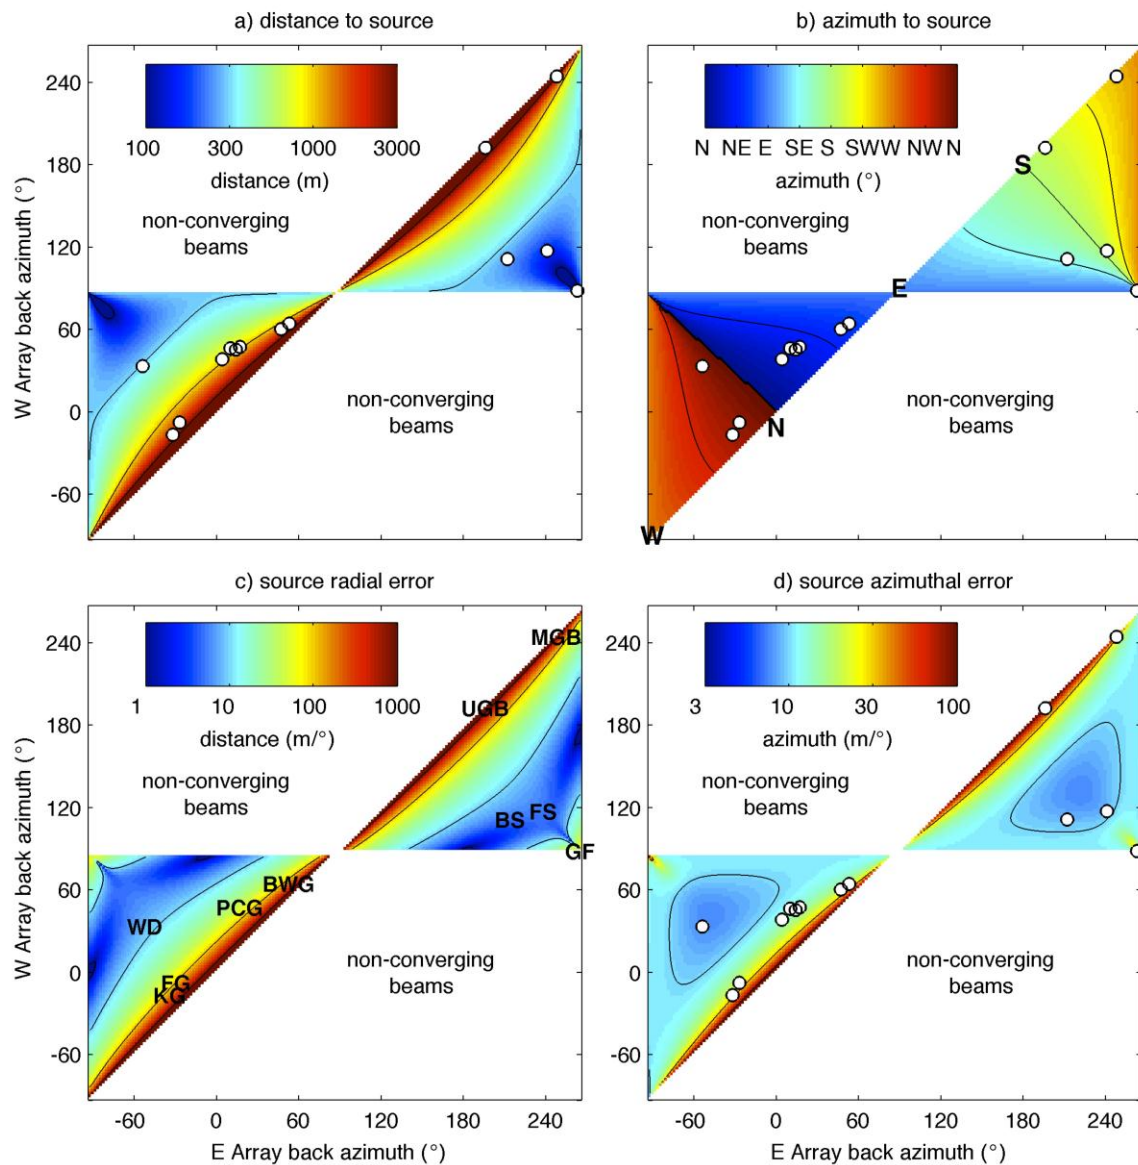 a) distance to source
b) azimuth to source
240
180
120
60
0
-60
W Array back azimuth (°)
100 300 1000 3000
distance (m)
non-converging
beams
non-converging
beams
N NE E SE S SWW NW N
azimuth (°)
non-converging
beams
S
E
N
W
non-converging
beams
c) source radial error
d) source azimuthal error
240
180
120
60
0
-60
W Array back azimuth (°)
1 10 100 1000
distance (m/°)
MGB
UGB
non-converging
beams
BS FS
GF
BWG
PCG
WD
FG
KG
non-converging
beams
-60 0 60 120 180 240
E Array back azimuth (°)
3 10 30 100
azimuth (m/°)
non-converging
beams
non-converging
beams
-60 0 60 120 180 240
E Array back azimuth (°)